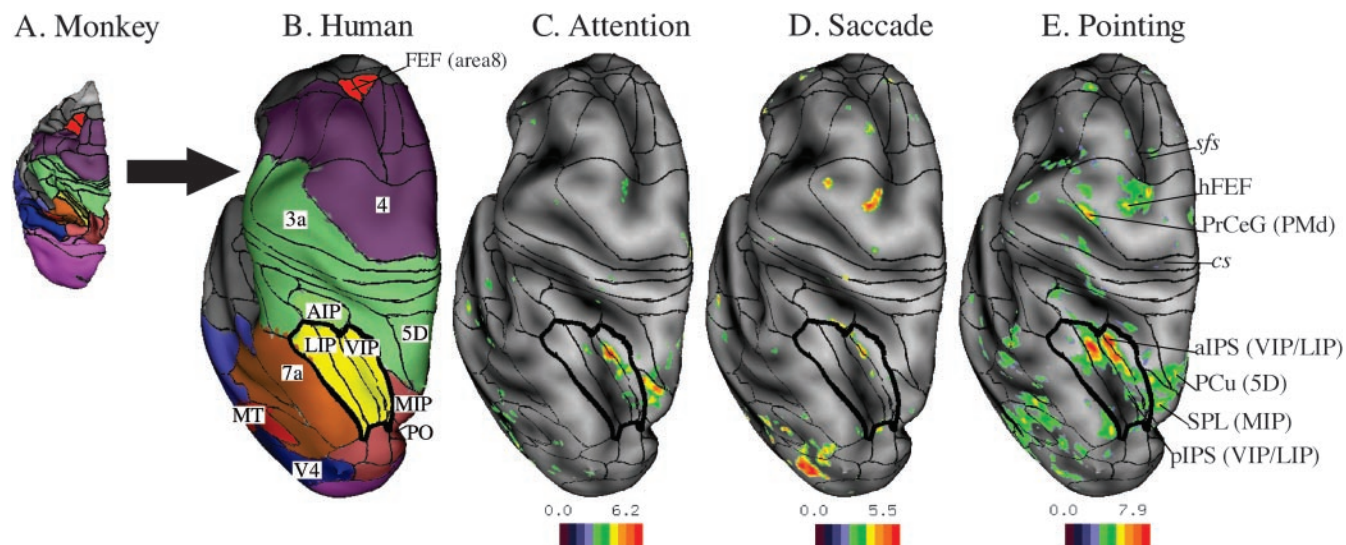 A. Monkey
B. Human
C. Attention
D. Saccade
E. Pointing
FEF (area8)
4
3a
AIP
LIP
VIP
5D
7a
MT
MIP
PO
V4
sfs
hFEF
PrCeG (PMd)
cs
aIPS (VIP/LIP)
PCu (5D)
SPL (MIP)
pIPS (VIP/LIP)
0.0 6.2
0.0 5.5
0.0 7.9